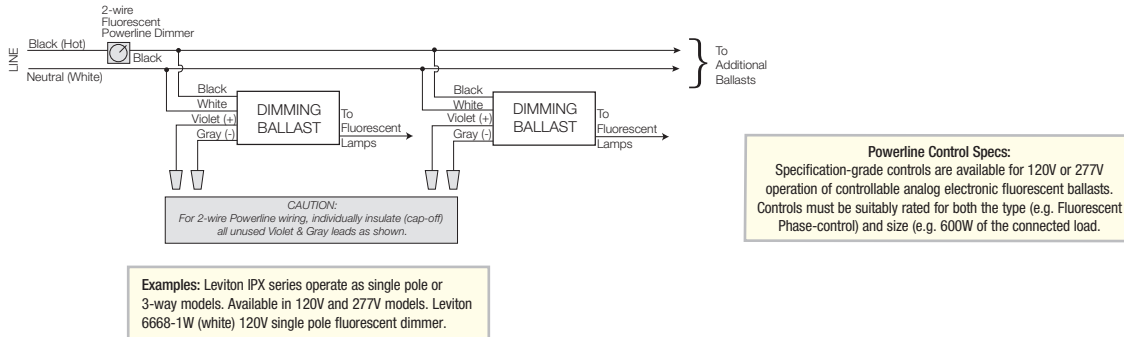 2-wire
Fluorescent
Powerline Dimmer
LINE
Black (Hot)
Black
Neutral (White)
To
Additional
Ballasts
Black
White
Violet (+)
Gray (-)
DIMMING
BALLAST
To
Fluorescent
Lamps
Black
White
Violet (+)
Gray (-)
DIMMING
BALLAST
To
Fluorescent
Lamps
CAUTION:
For 2-wire Powerline wiring, individually insulate (cap-off)
all unused Violet & Gray leads as shown.
Powerline Control Specs:
Specification-grade controls are available for 120V or 277V
operation of controllable analog electronic fluorescent ballasts.
Controls must be suitably rated for both the type (e.g. Fluorescent
Phase-control) and size (e.g. 600W of the connected load.
Examples: Leviton IPX series operate as single pole or
3-way models. Available in 120V and 277V models. Leviton
6668-1W (white) 120V single pole fluorescent dimmer.